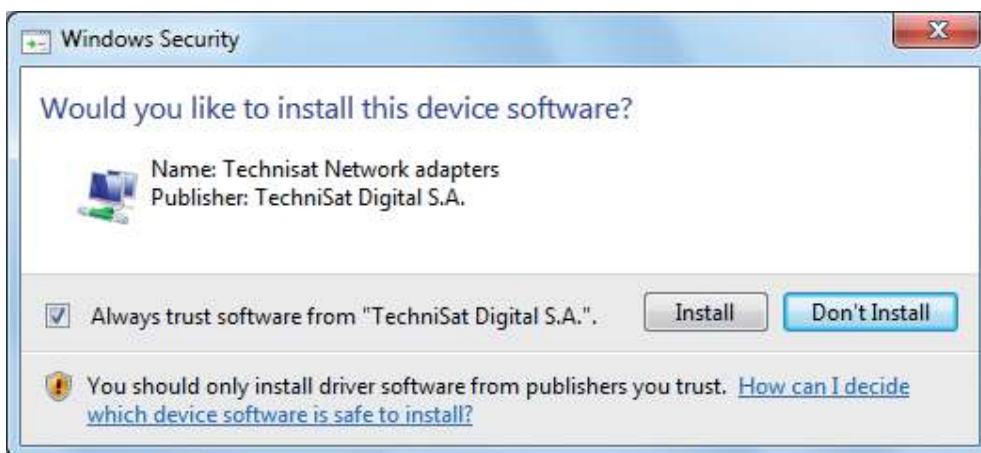 Windows Security
Would you like to install this device software?
Name: Technisat Network adapters
Publisher: TechniSat Digital S.A.
Always trust software from "TechniSat Digital S.A.".
Install
Don't Install
You should only install driver software from publishers you trust. How can I decide
which device software is safe to install?